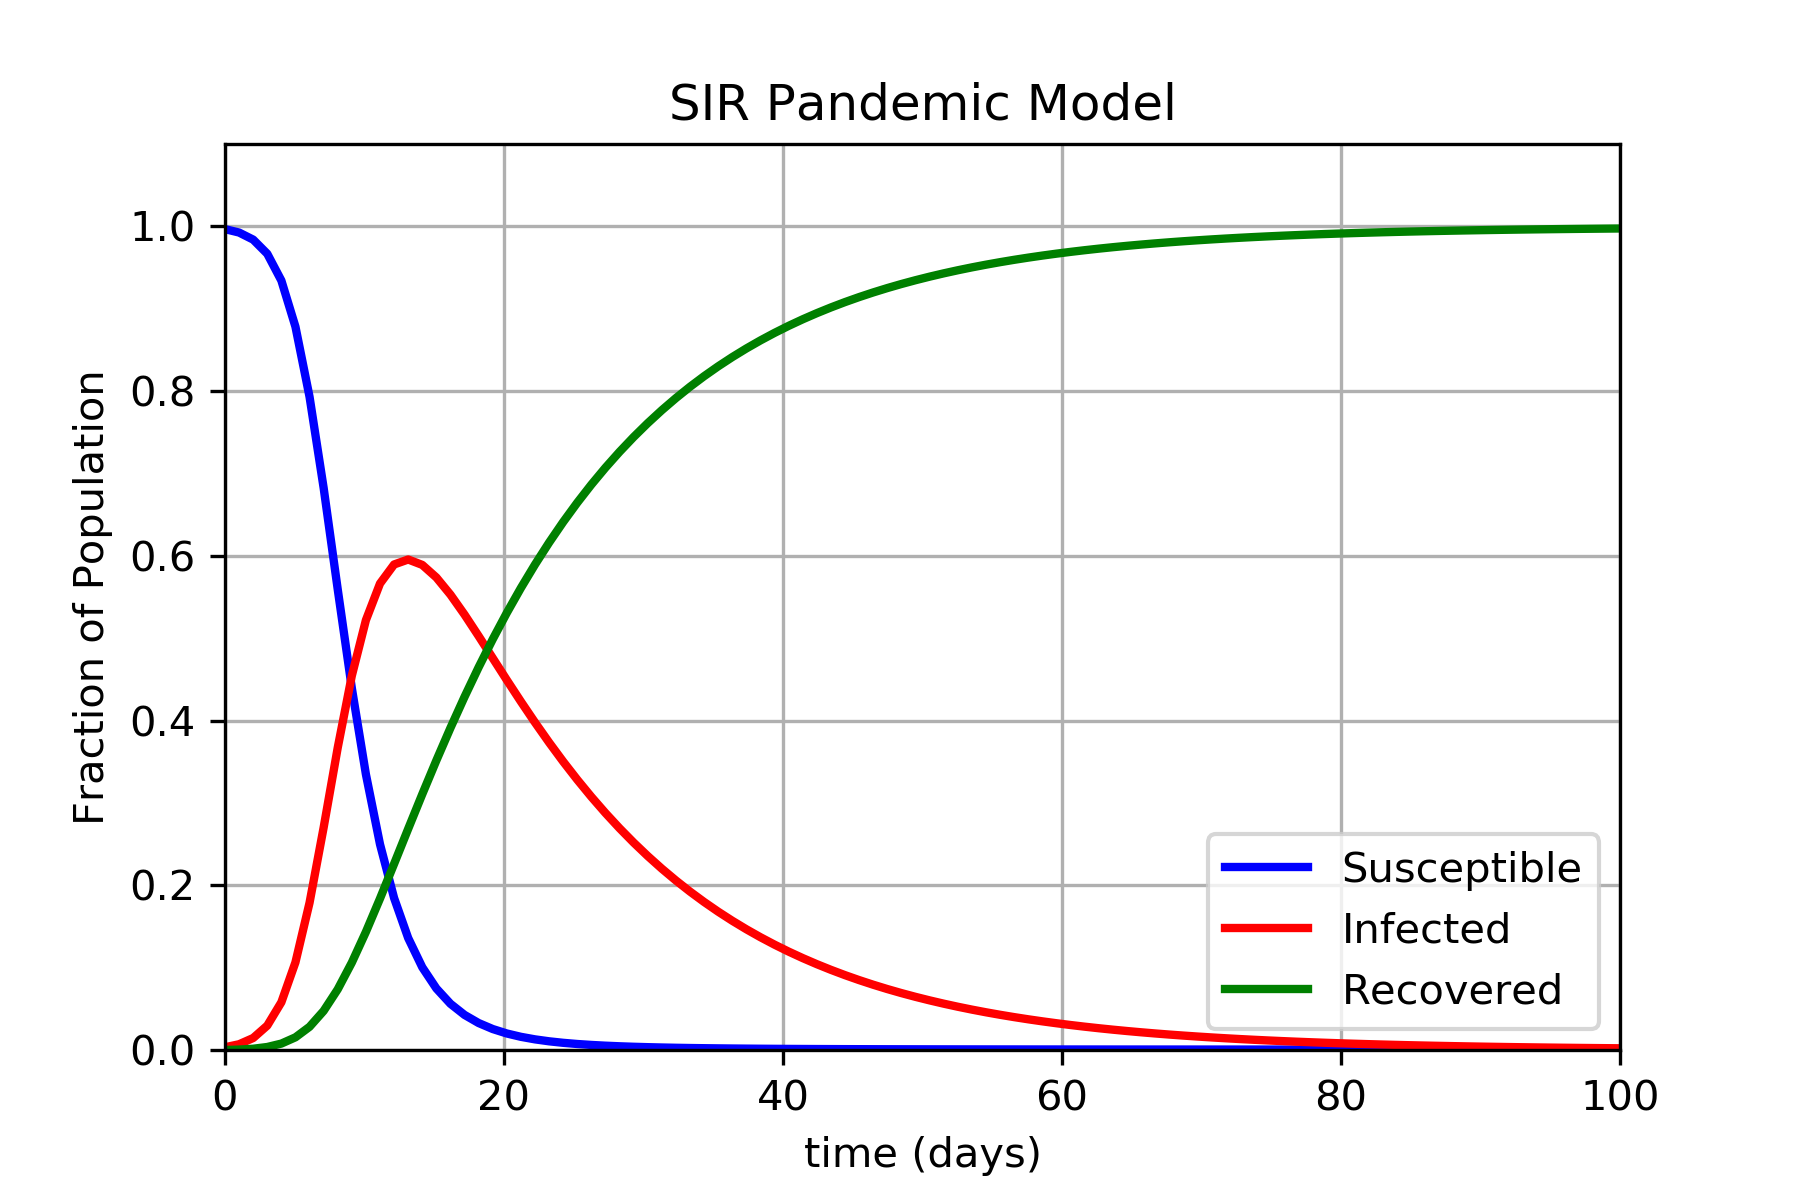 SIR Pandemic Model
Fraction of Population
1.0
0.8
0.6
0.4
0.2
0.0
0 20 40 60 80 100
time (days)
Susceptible
Infected
Recovered